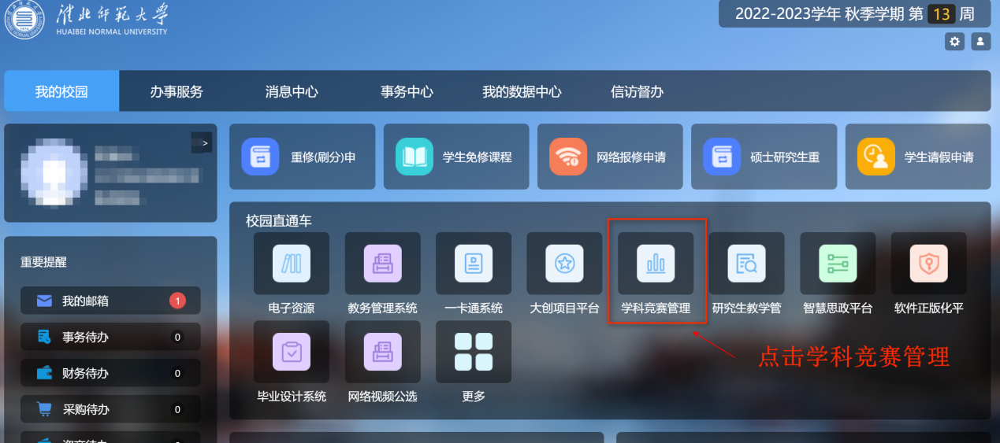 淮北师范大学
HUAIBEI NORMAL UNIVERSITY
2022-2023学年 秋季学期 第 13 周
我的校园 办事服务 消息中心 事务中心 我的数据中心 信访督办
>
重修(刷分)申 学生免修课程 网络报修申请 硕士研究生重 学生请假申请
校园直通车
电子资源 教务管理系统 一卡通系统 大创项目平台 学科竞赛管理 研究生教学管 智慧思政平台 软件正版化平
点击学科竞赛管理
毕业设计系统 网络视频公选 更多
重要提醒
我的邮箱 1
事务待办 0
财务待办 0
采购待办 0